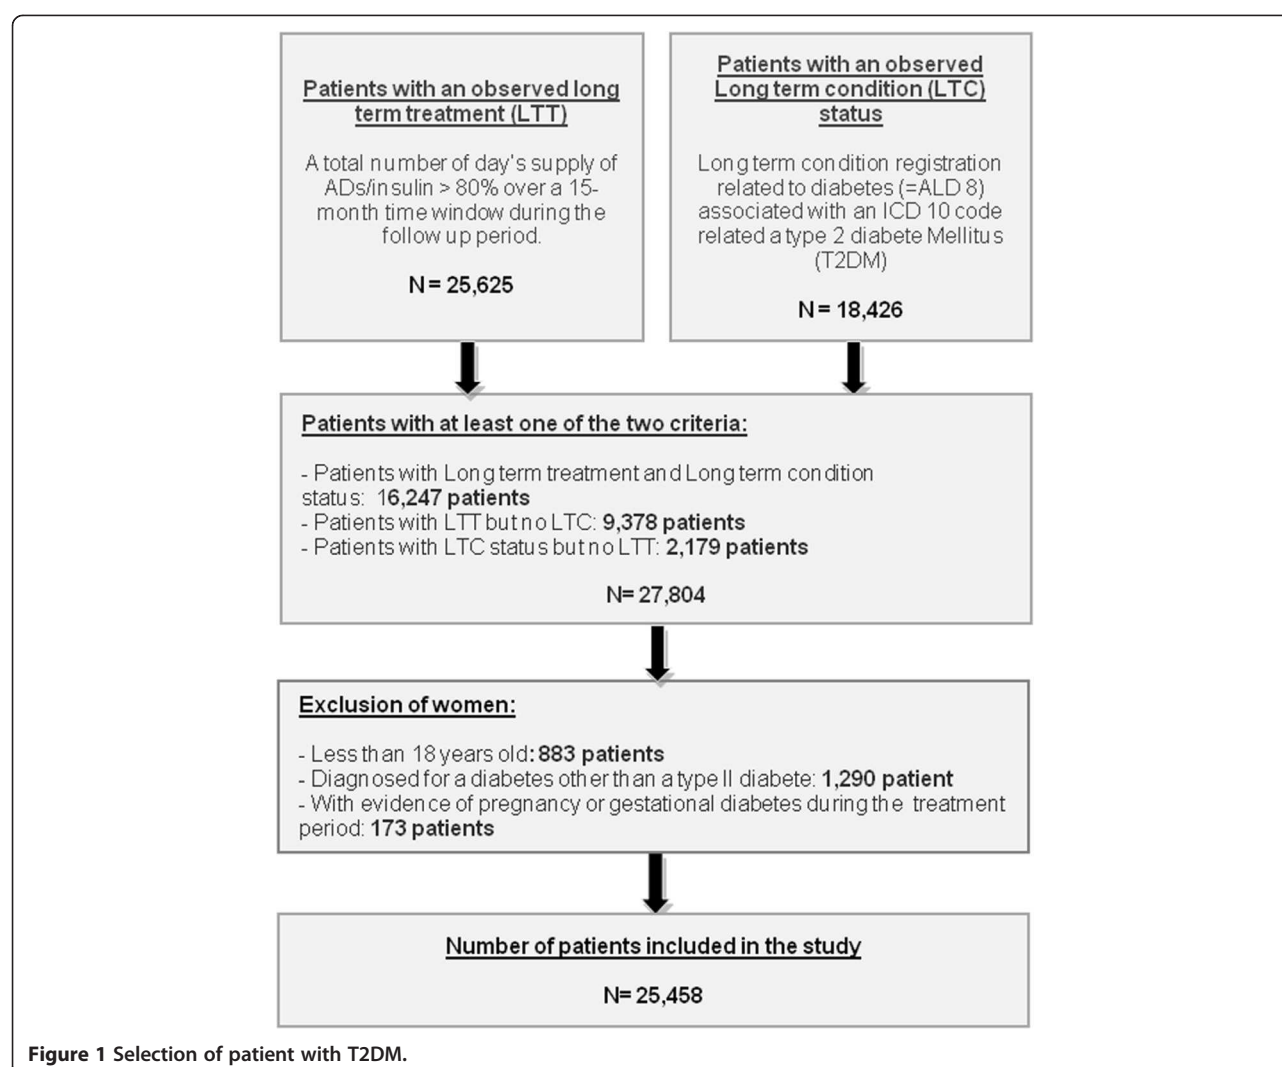 Patients with an observed long
term treatment (LTT)
A total number of day's supply of
ADs/insulin > 80% over a 15-
month time window during the
follow up period.
N = 25,625
Patients with an observed
Long term condition (LTC)
status
Long term condition registration
related to diabetes (=ALD 8)
associated with an ICD 10 code
related a type 2 diabete Mellitus
(T2DM)
N = 18,426
Patients with at least one of the two criteria:
- Patients with Long term treatment and Long term condition
status: 16,247 patients
- Patients with LTT but no LTC: 9,378 patients
- Patients with LTC status but no LTT: 2,179 patients
N= 27,804
Exclusion of women:
- Less than 18 years old: 883 patients
- Diagnosed for a diabetes other than a type II diabete: 1,290 patient
- With evidence of pregnancy or gestational diabetes during the treatment
period: 173 patients
Number of patients included in the study
N= 25,458
Figure 1 Selection of patient with T2DM.